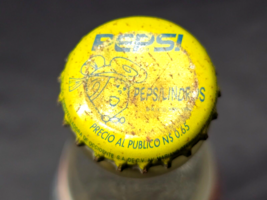 PEPSI
PEPSILINDROS
PRECIO AL PUBLICO N$ 0.65